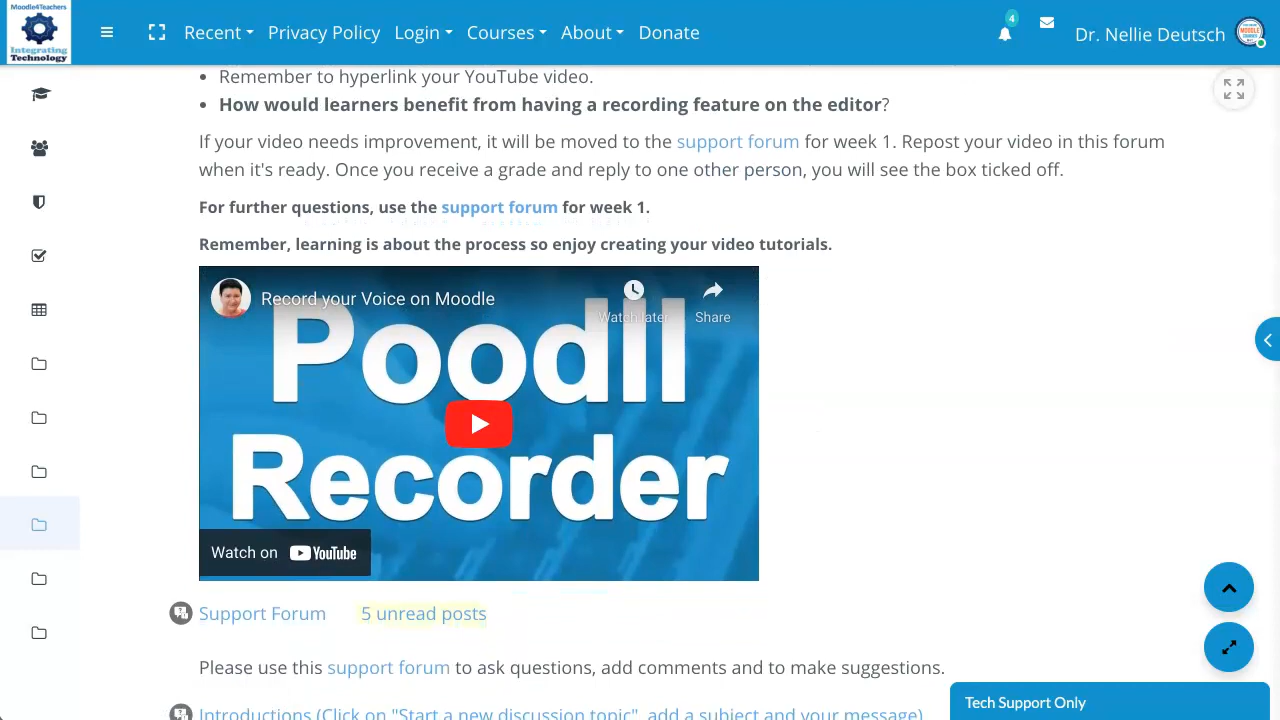 Moodle4Teachers
Integrating
Technology
Recent
Privacy Policy
Login
Courses
About
Donate
4
Dr. Nellie Deutsch
Remember to hyperlink your YouTube video.
How would learners benefit from having a recording feature on the editor?
If your video needs improvement, it will be moved to the support forum for week 1. Repost your video in this forum
when it's ready. Once you receive a grade and reply to one other person, you will see the box ticked off.
For further questions, use the support forum for week 1.
Remember, learning is about the process so enjoy creating your video tutorials.
Record your Voice on Moodle
Watch later
Share
Poodll
Recorder
Watch on YouTube
Support Forum 5 unread posts
Please use this support forum to ask questions, add comments and to make suggestions.
Introductions (Click on "Start a new discussion topic", add a subject and your message)
Tech Support Only